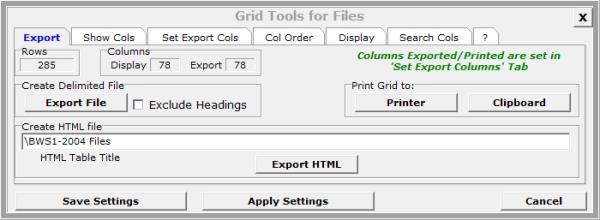 Grid Tools for Files
X
Export Show Cols Set Export Cols Col Order Display Search Cols ?
Rows
285
Columns
Display 78 Export 78
Columns Exported/Printed are set in
'Set Export Columns' Tab
Create Delimited File
Export File Exclude Headings
Print Grid to:
Printer Clipboard
Create HTML file
\BWS1-2004 Files
HTML Table Title
Export HTML
Save Settings Apply Settings Cancel